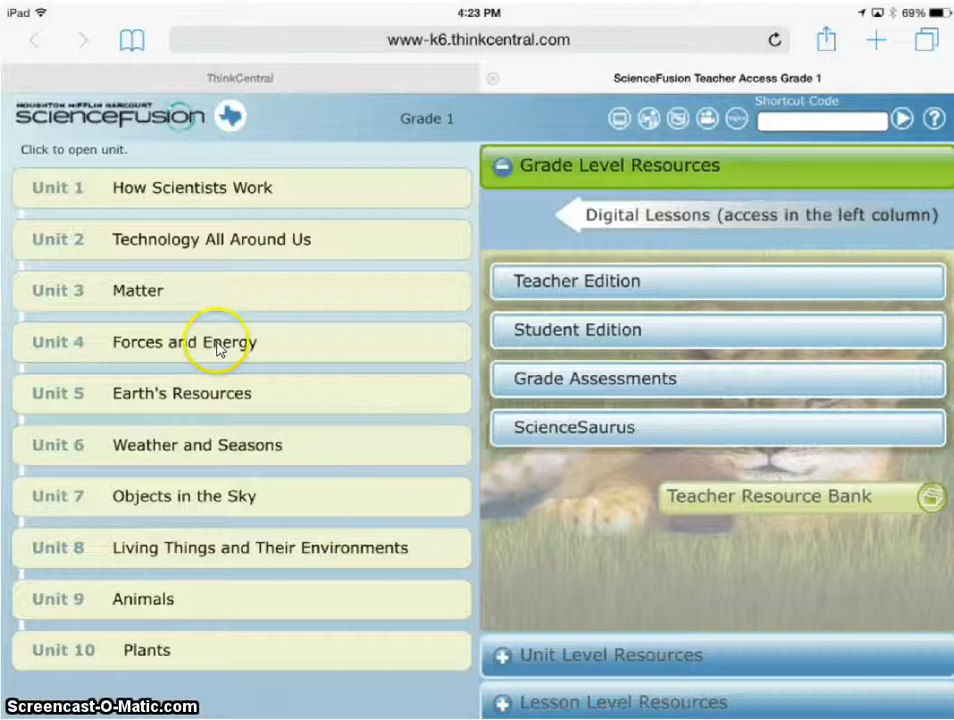 iPad 4:23 PM 69%
www-k6.thinkcentral.com
ThinkCentral ScienceFusion Teacher Access Grade 1
HOUGHTON MIFFLIN HARCOURT
SCIENCEFUSION
Grade 1
Shortcut Code
Click to open unit.
Unit 1 How Scientists Work
Unit 2 Technology All Around Us
Unit 3 Matter
Unit 4 Forces and Energy
Unit 5 Earth's Resources
Unit 6 Weather and Seasons
Unit 7 Objects in the Sky
Unit 8 Living Things and Their Environments
Unit 9 Animals
Unit 10 Plants
Grade Level Resources
Digital Lessons (access in the left column)
Teacher Edition
Student Edition
Grade Assessments
ScienceSaurus
Teacher Resource Bank
Unit Level Resources
Lesson Level Resources
Screencast-O-Matic.com